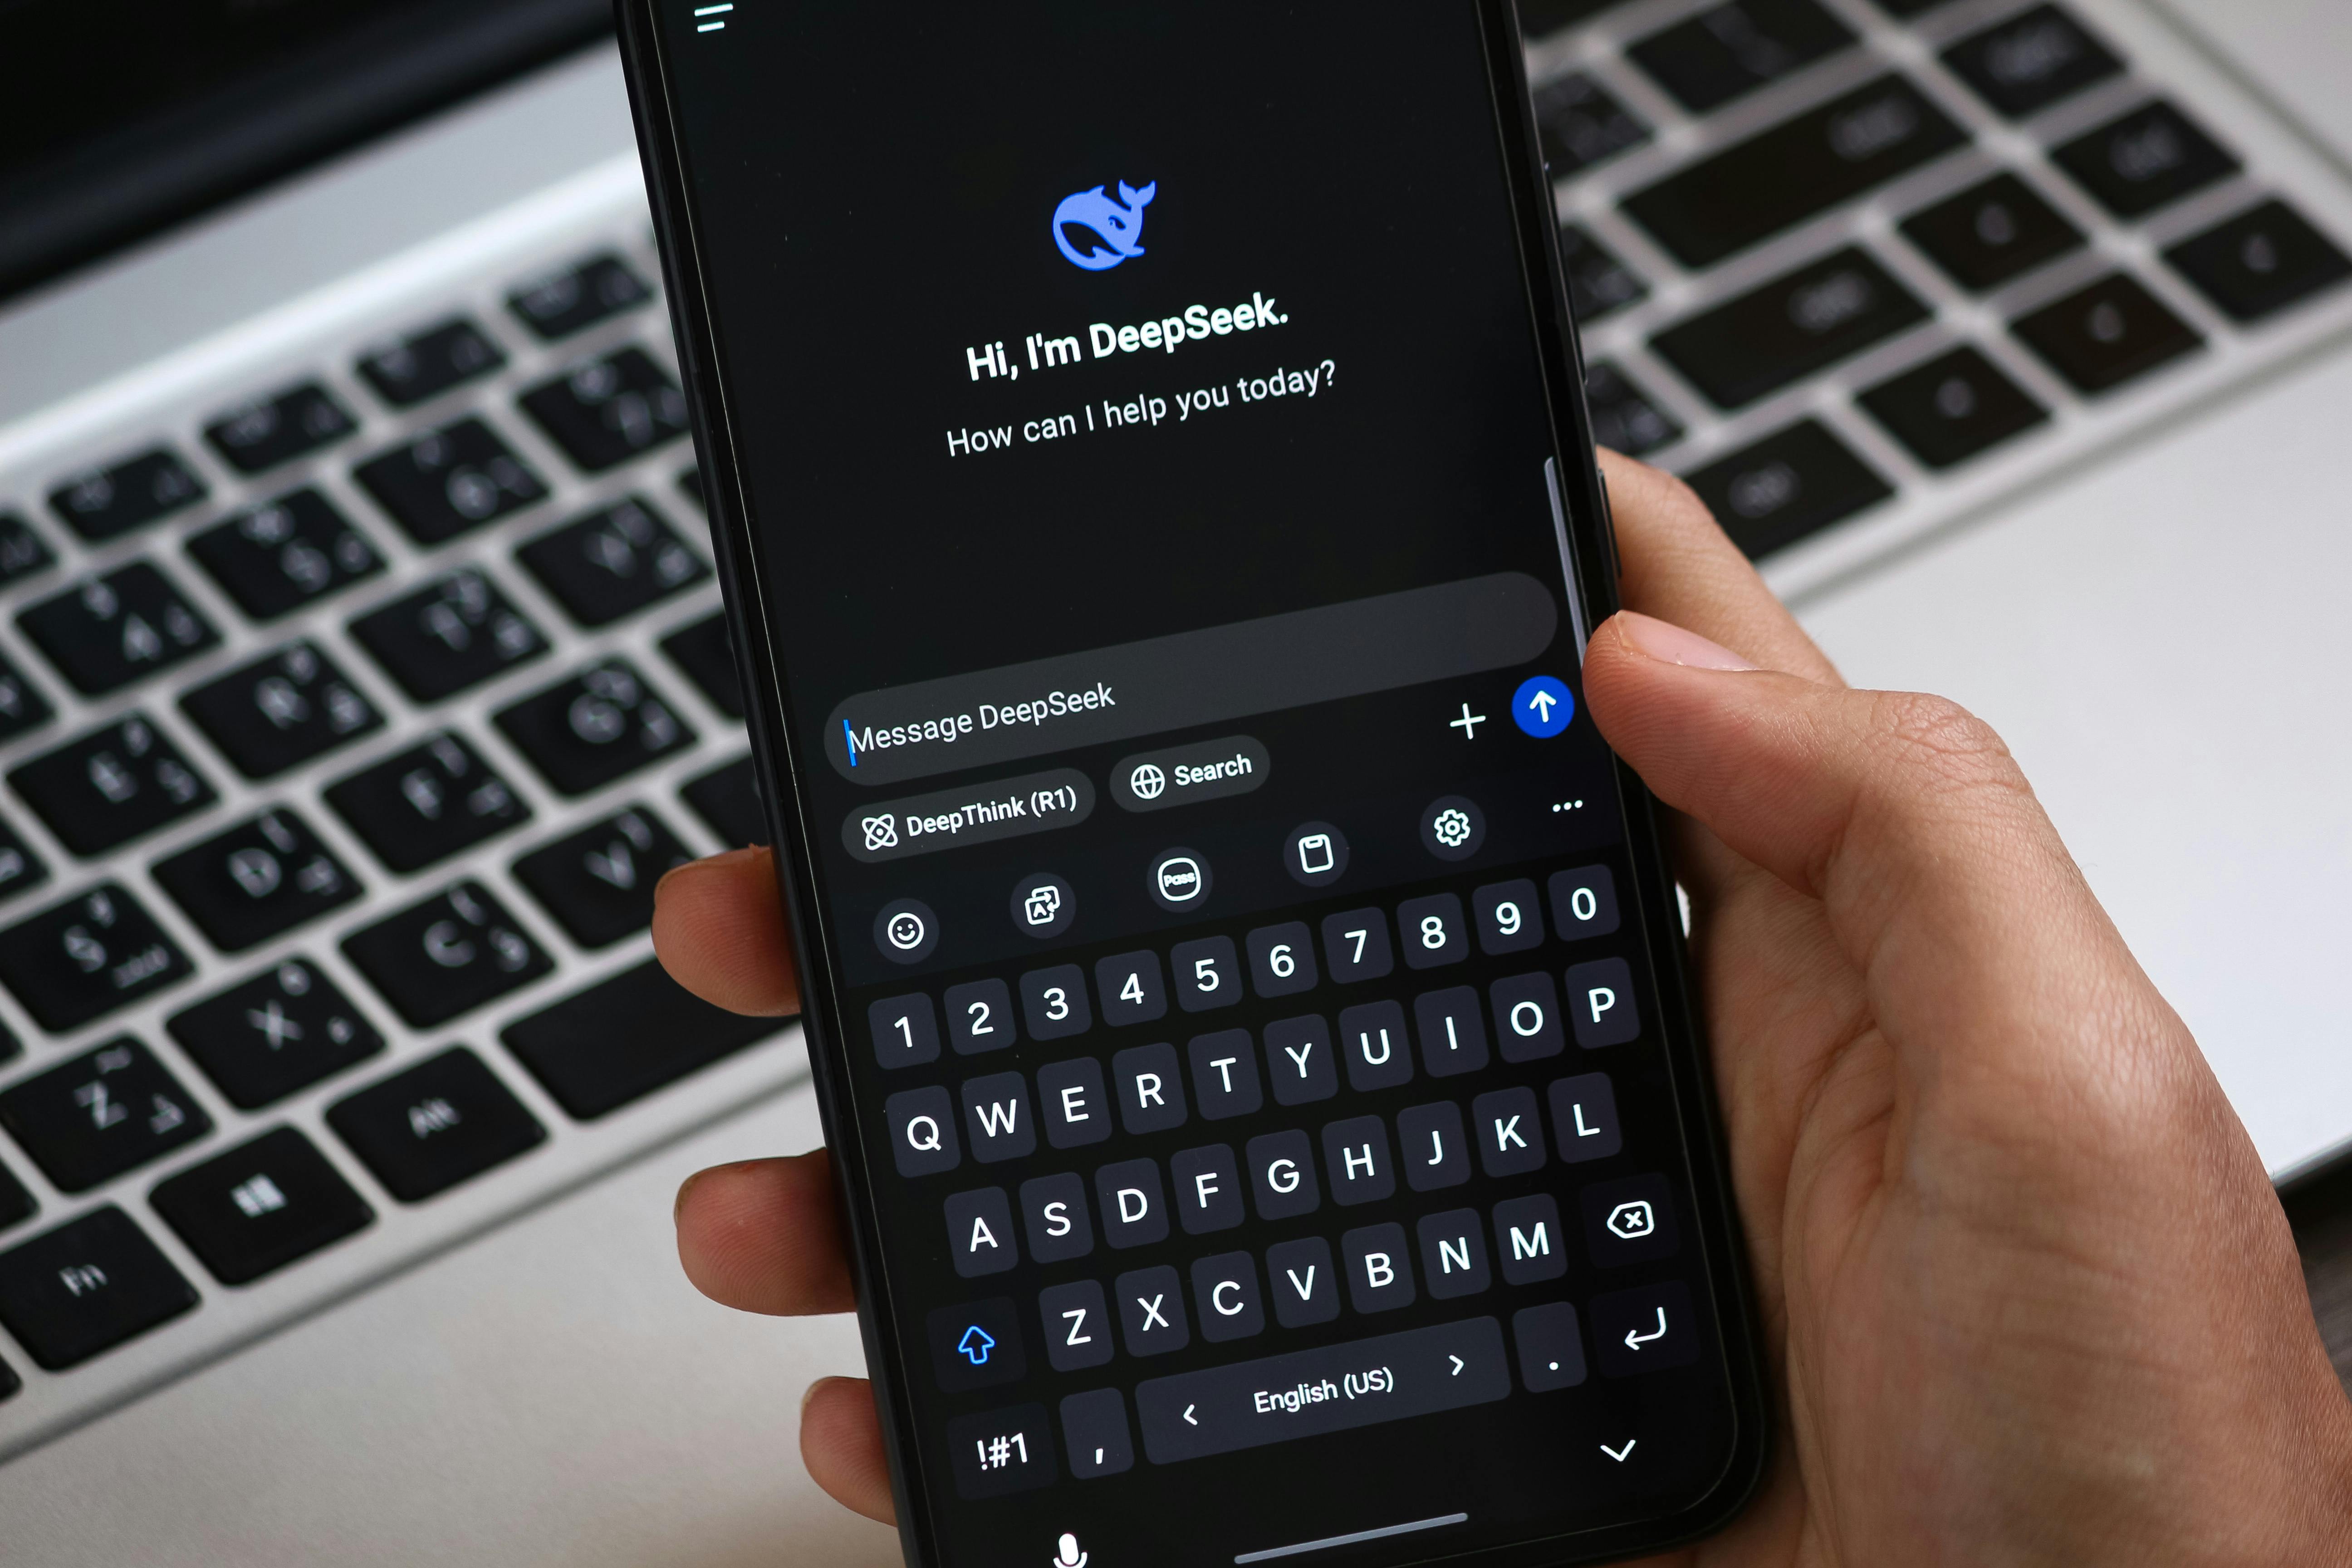 Hi, I'm DeepSeek.
How can I help you today?
Message DeepSeek
DeepThink (R1)
Search
Pass
1 2 3 4 5 6 7 8 9 0
Q W E R T Y U I O P
A S D F G H J K L
Z X C V B N M
!#1 , < English (US) > .
R
F
D
V
S
C
Z
X
Alt
Fn